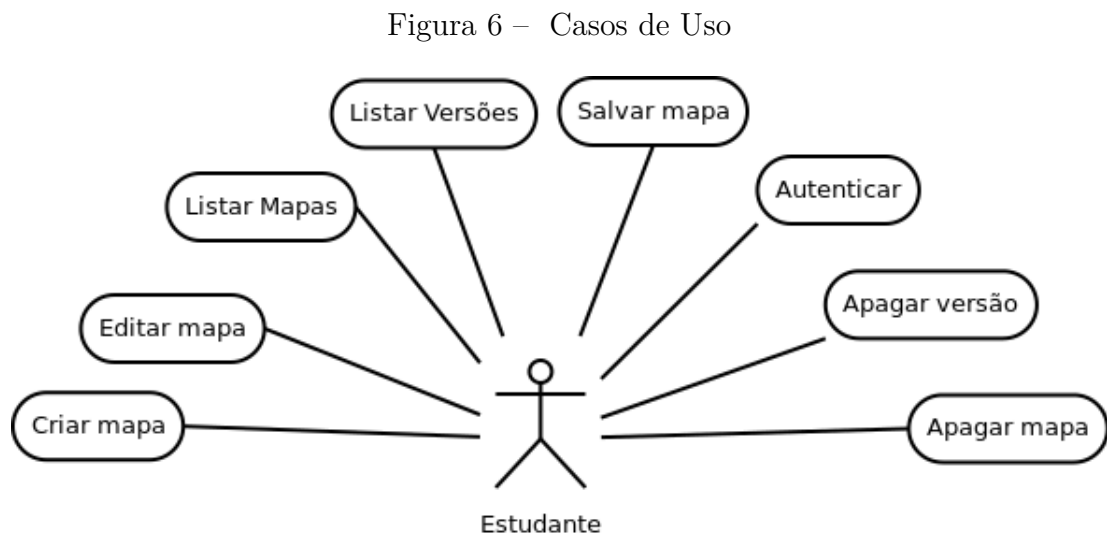 Figura 6 – Casos de Uso
Listar Versões
Salvar mapa
Autenticar
Listar Mapas
Apagar versão
Editar mapa
Criar mapa
Apagar mapa
Estudante